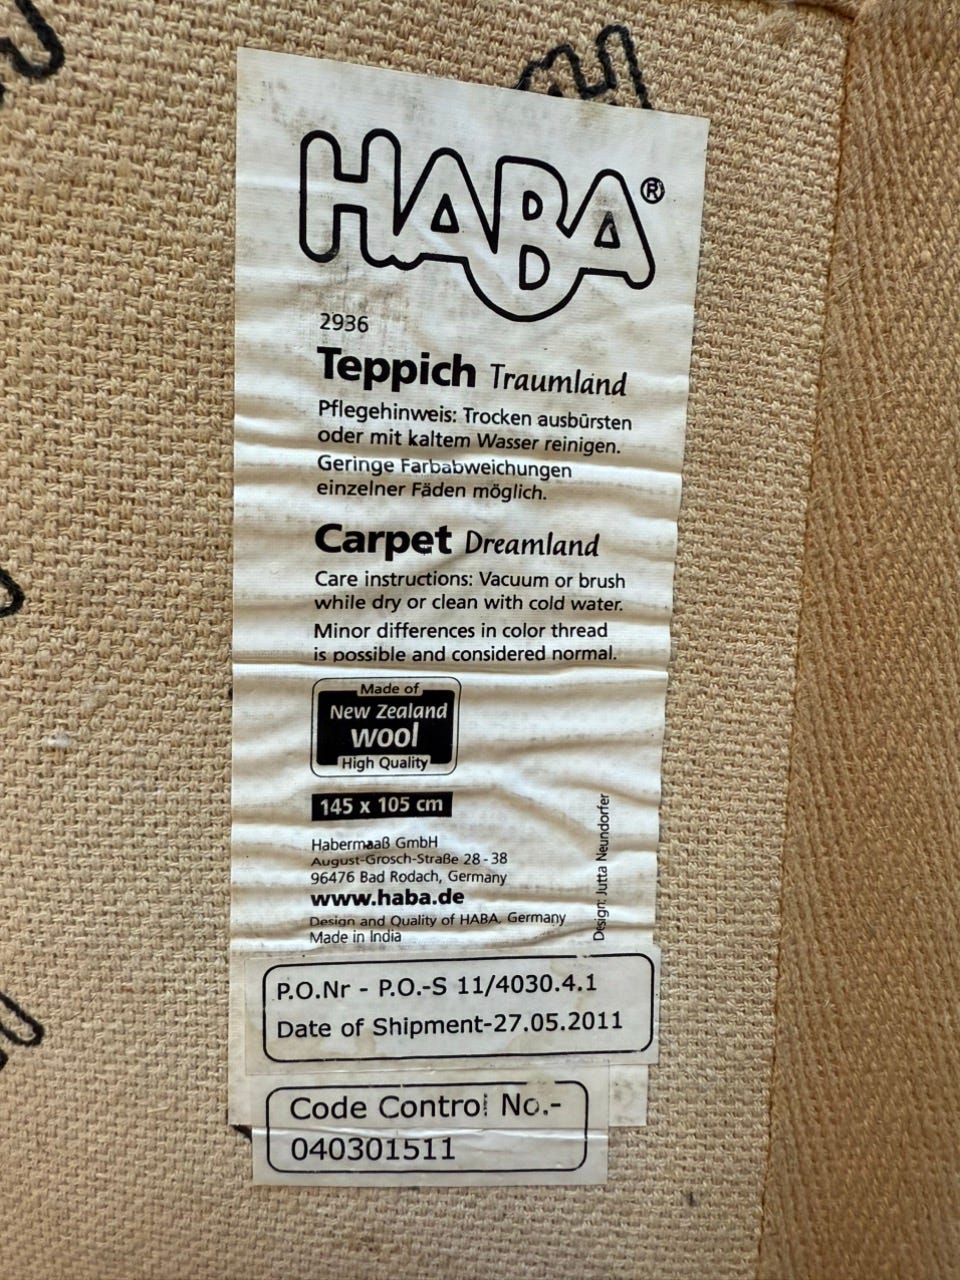 HABA®
2936
Teppich Traumland
Pflegehinweis: Trocken ausbürsten
oder mit kaltem Wasser reinigen.
Geringe Farbabweichungen
einzelner Fäden möglich.
Carpet Dreamland
Care instructions: Vacuum or brush
while dry or clean with cold water.
Minor differences in color thread
is possible and considered normal.
Made of
New Zealand
wool
High Quality
145 x 105 cm
Habermaaß GmbH
August-Grosch-Straße 28 - 38
96476 Bad Rodach, Germany
www.haba.de
Design and Quality of HABA, Germany
Made in India
Design: Jutta Neundorfer
P.O.Nr - P.O.-S 11/4030.4.1
Date of Shipment-27.05.2011
Code Control No.-
040301511